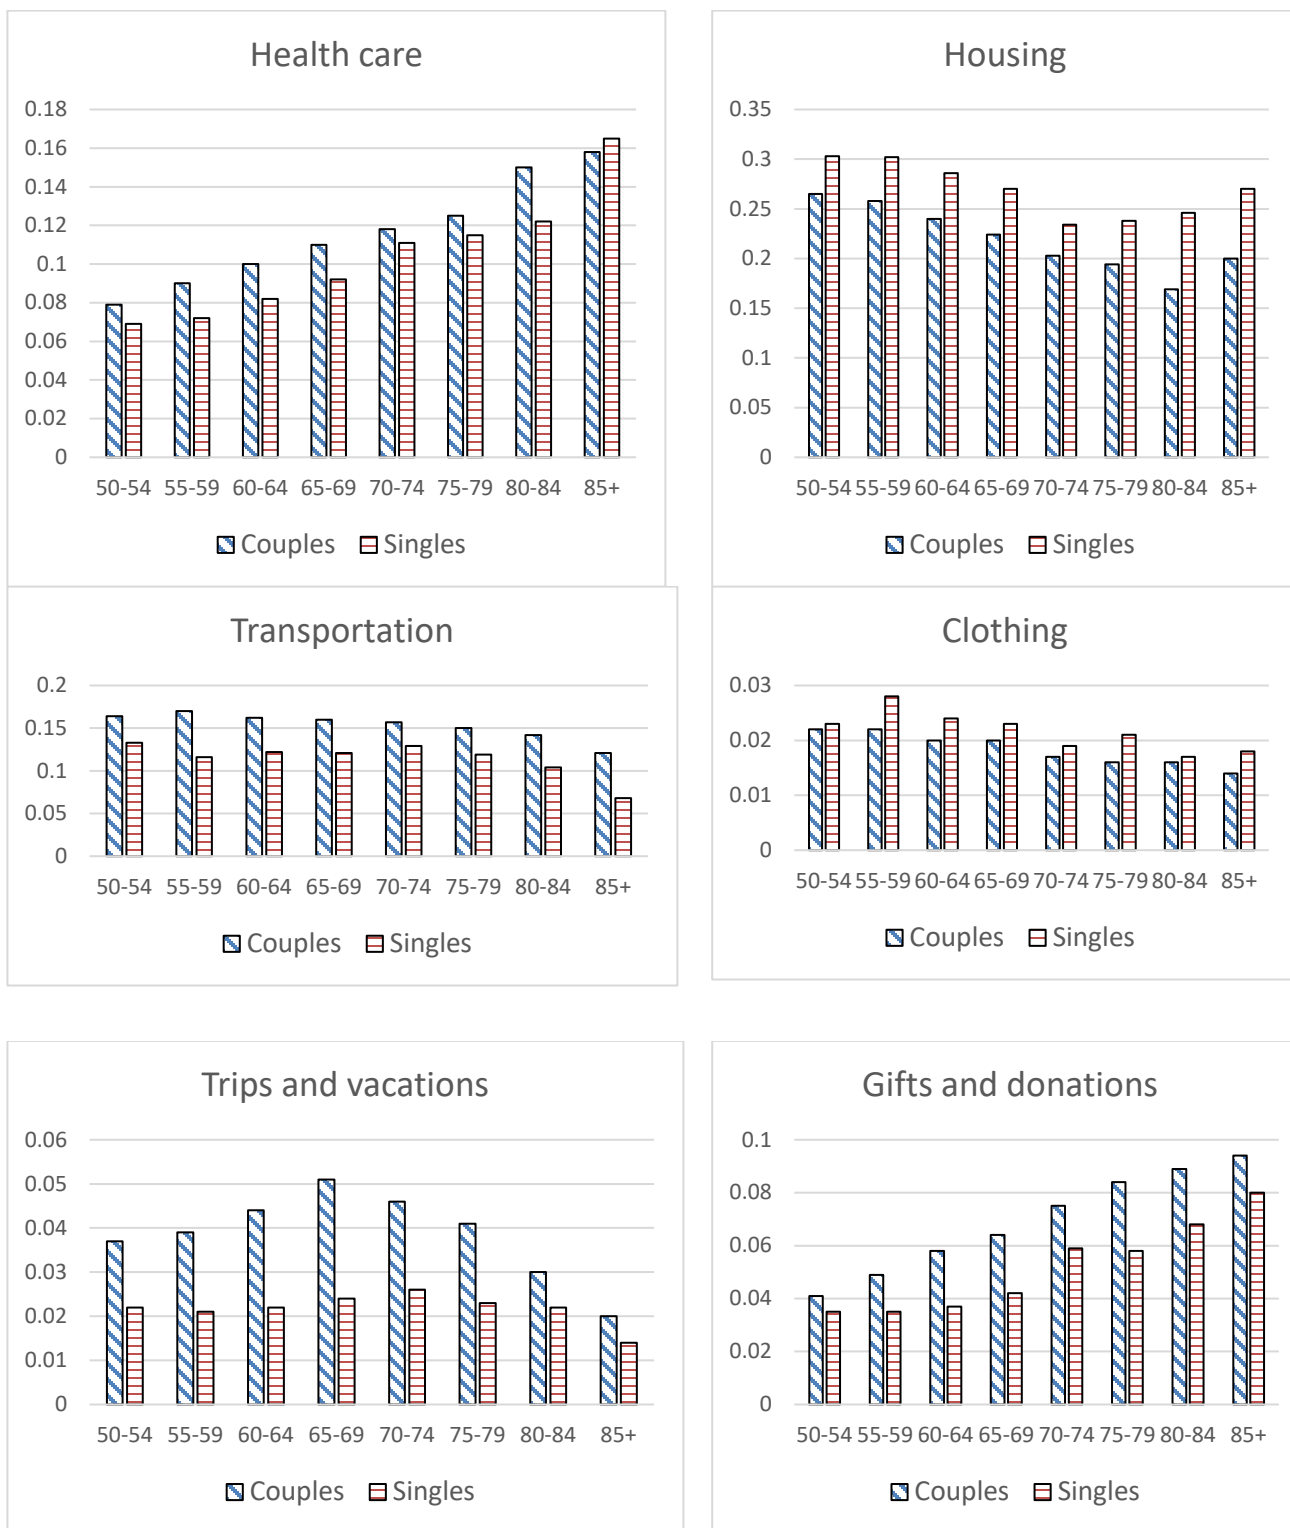 Health care
0.18
0.16
0.14
0.12
0.1
0.08
0.06
0.04
0.02
0
50-54 55-59 60-64 65-69 70-74 75-79 80-84 85+
Couples Singles
Housing
0.35
0.3
0.25
0.2
0.15
0.1
0.05
0
50-54 55-59 60-64 65-69 70-74 75-79 80-84 85+
Couples Singles
Transportation
0.2
0.15
0.1
0.05
0
50-54 55-59 60-64 65-69 70-74 75-79 80-84 85+
Couples Singles
Clothing
0.03
0.02
0.01
0
50-54 55-59 60-64 65-69 70-74 75-79 80-84 85+
Couples Singles
Trips and vacations
0.06
0.05
0.04
0.03
0.02
0.01
0
50-54 55-59 60-64 65-69 70-74 75-79 80-84 85+
Couples Singles
Gifts and donations
0.1
0.08
0.06
0.04
0.02
0
50-54 55-59 60-64 65-69 70-74 75-79 80-84 85+
Couples Singles